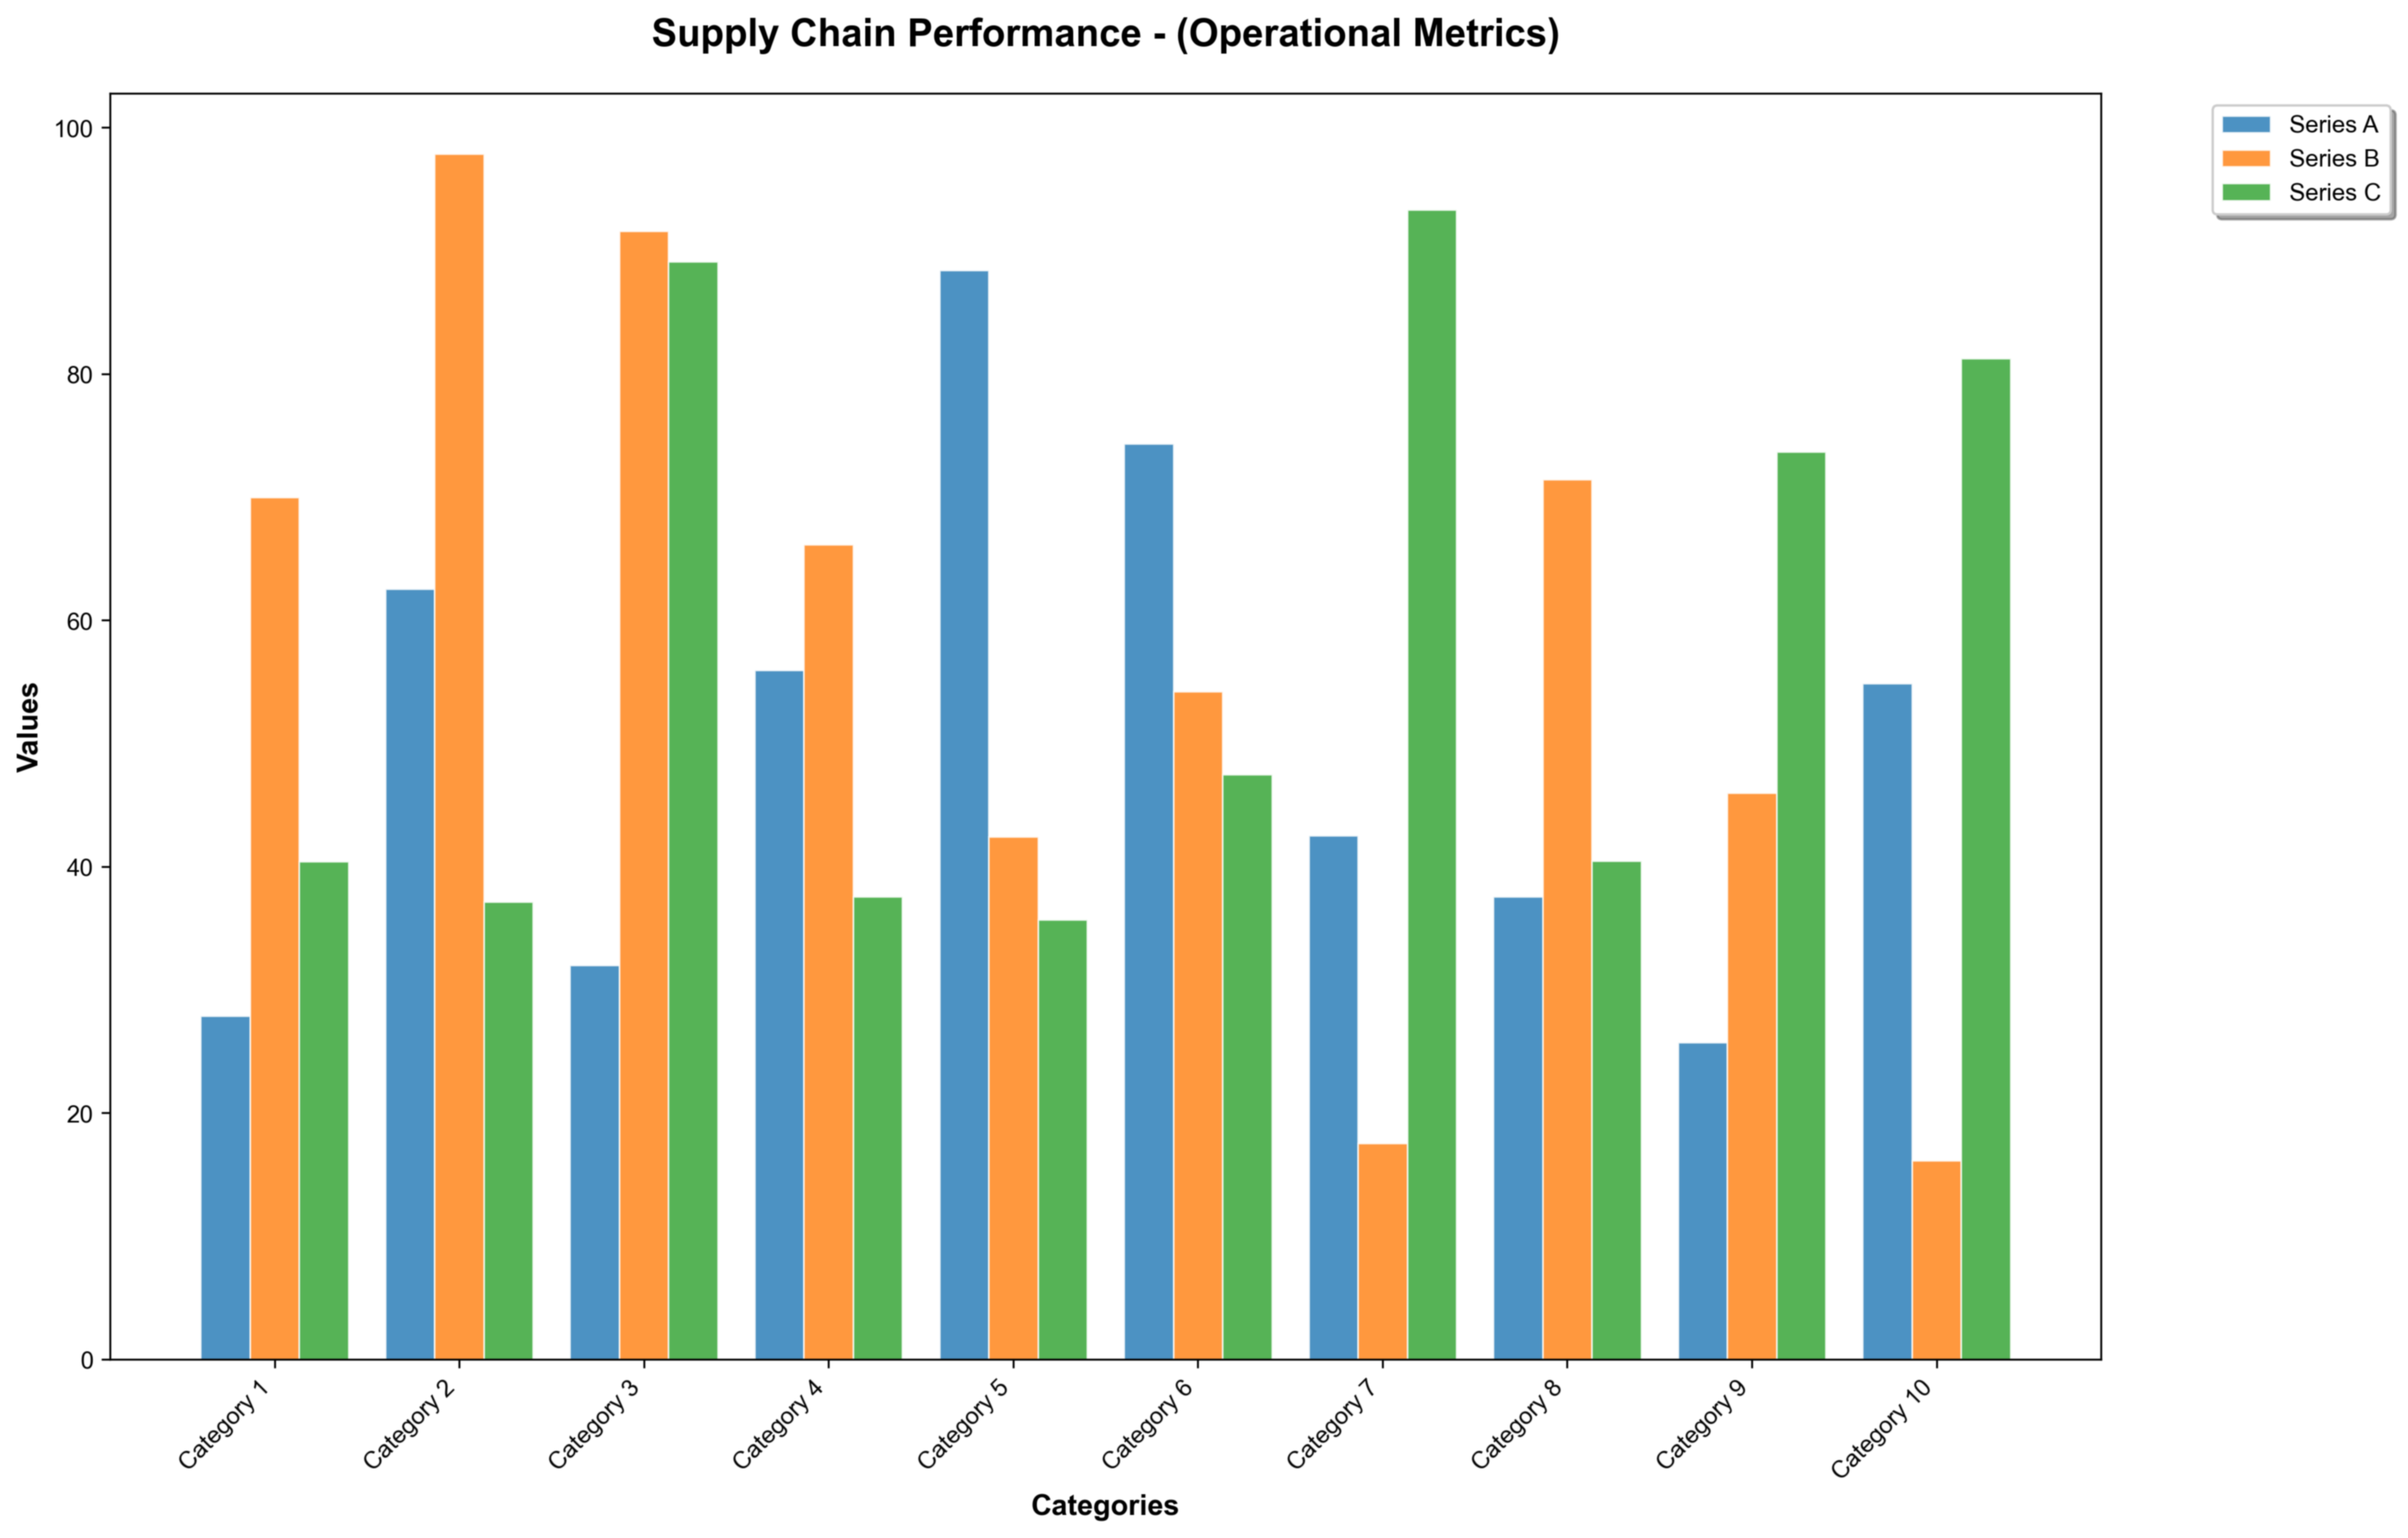 Supply Chain Performance - (Operational Metrics)
Series A
Series B
Series C
Values
100
80
60
40
20
0
Category 1
Category 2
Category 3
Category 4
Category 5
Category 6
Category 7
Category 8
Category 9
Category 10
Categories